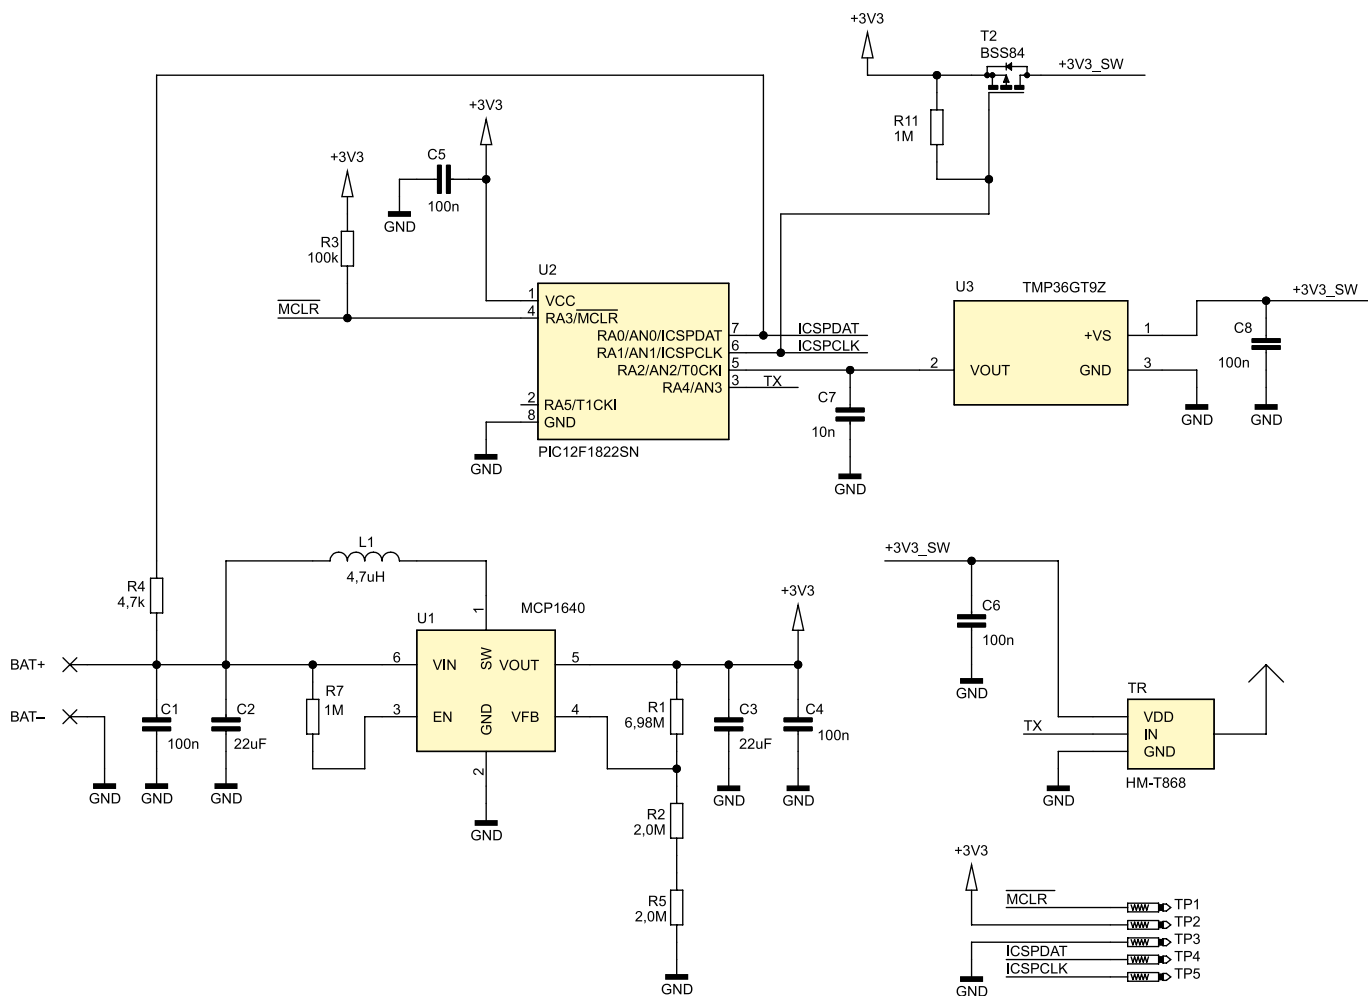 +3V3
T2
BSS84
+3V3_SW
R11
1M
+3V3
C5
100n
GND
+3V3
R3
100k
MCLR
U2
1
VCC
4
RA3/MCLR
RA0/AN0/ICSPDAT
7
ICSPDAT
RA1/AN1/ICSPCLK
6
ICSPCLK
RA2/AN2/T0CKI
5
RA4/AN3
3
TX
2
RA5/T1CKI
8
GND
PIC12F1822SN
GND
C7
10n
GND
U3
TMP36GT9Z
2
VOUT
+VS
1
GND
3
GND
+3V3_SW
C8
100n
GND
R4
4,7k
L1
4,7uH
BAT+
BAT–
GND
C1
100n
GND
C2
22uF
GND
R7
1M
U1
MCP1640
1
SW
6
VIN
VOUT
5
3
EN
GND
VFB
4
2
GND
+3V3
R1
6,98M
C3
22uF
GND
C4
100n
GND
R2
2,0M
R5
2,0M
GND
+3V3_SW
C6
100n
GND
TR
VDD
TX
IN
GND
HM-T868
GND
+3V3
MCLR
TP1
TP2
TP3
ICSPDAT
TP4
ICSPCLK
TP5
GND